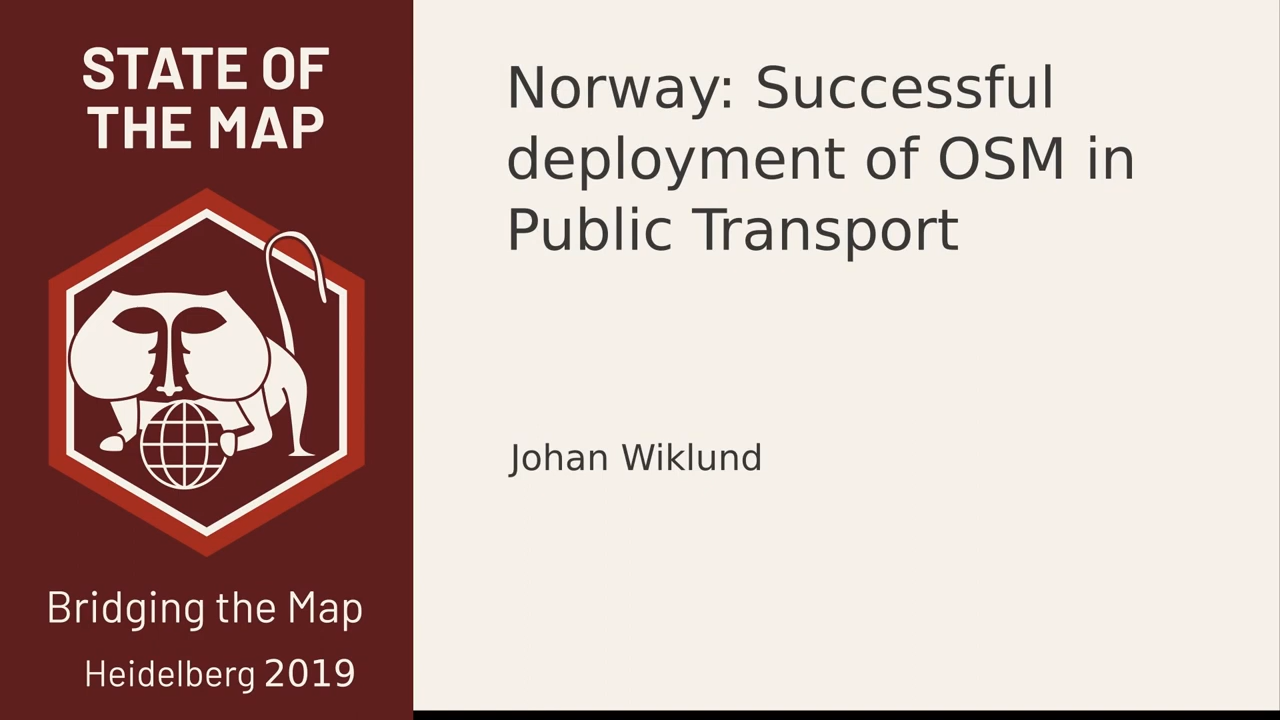 STATE OF
THE MAP
Bridging the Map
Heidelberg 2019
Norway: Successful
deployment of OSM in
Public Transport
Johan Wiklund